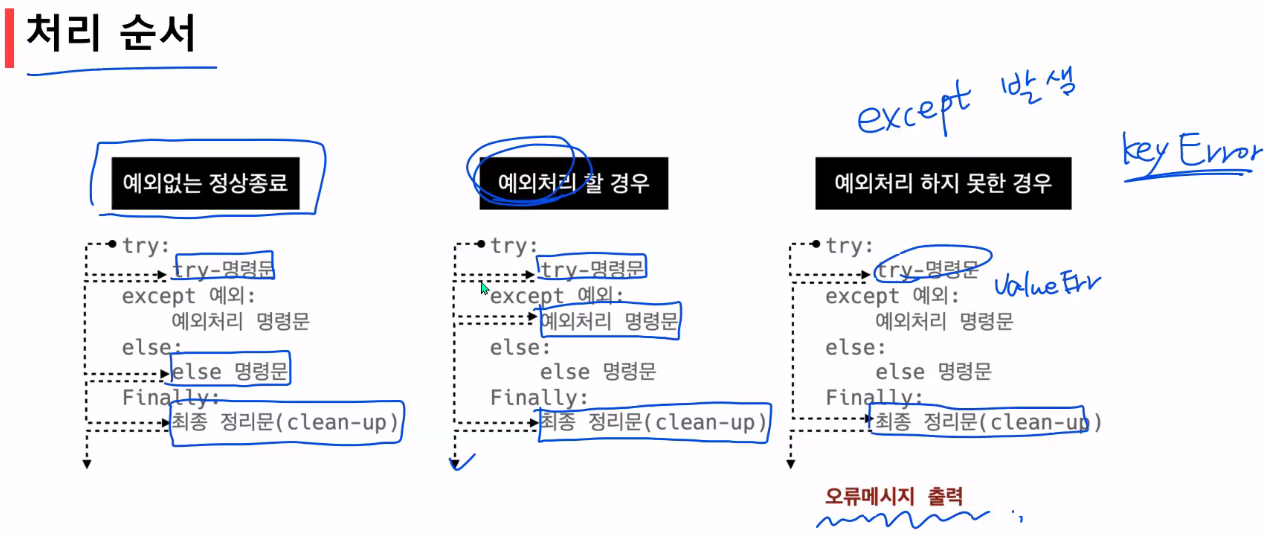 처리 순서
except 발생
key Error
예외없는 정상종료
try:
try-명령문
except 예외:
예외처리 명령문
else:
else 명령문
Finally:
최종 정리문(clean-up)
예외처리 할 경우
try:
try-명령문
except 예외:
예외처리 명령문
else:
else 명령문
Finally:
최종 정리문(clean-up)
예외처리 하지 못한 경우
try:
try-명령문
ValueErr
except 예외:
예외처리 명령문
else:
else 명령문
Finally:
최종 정리문(clean-up)
오류메시지 출력